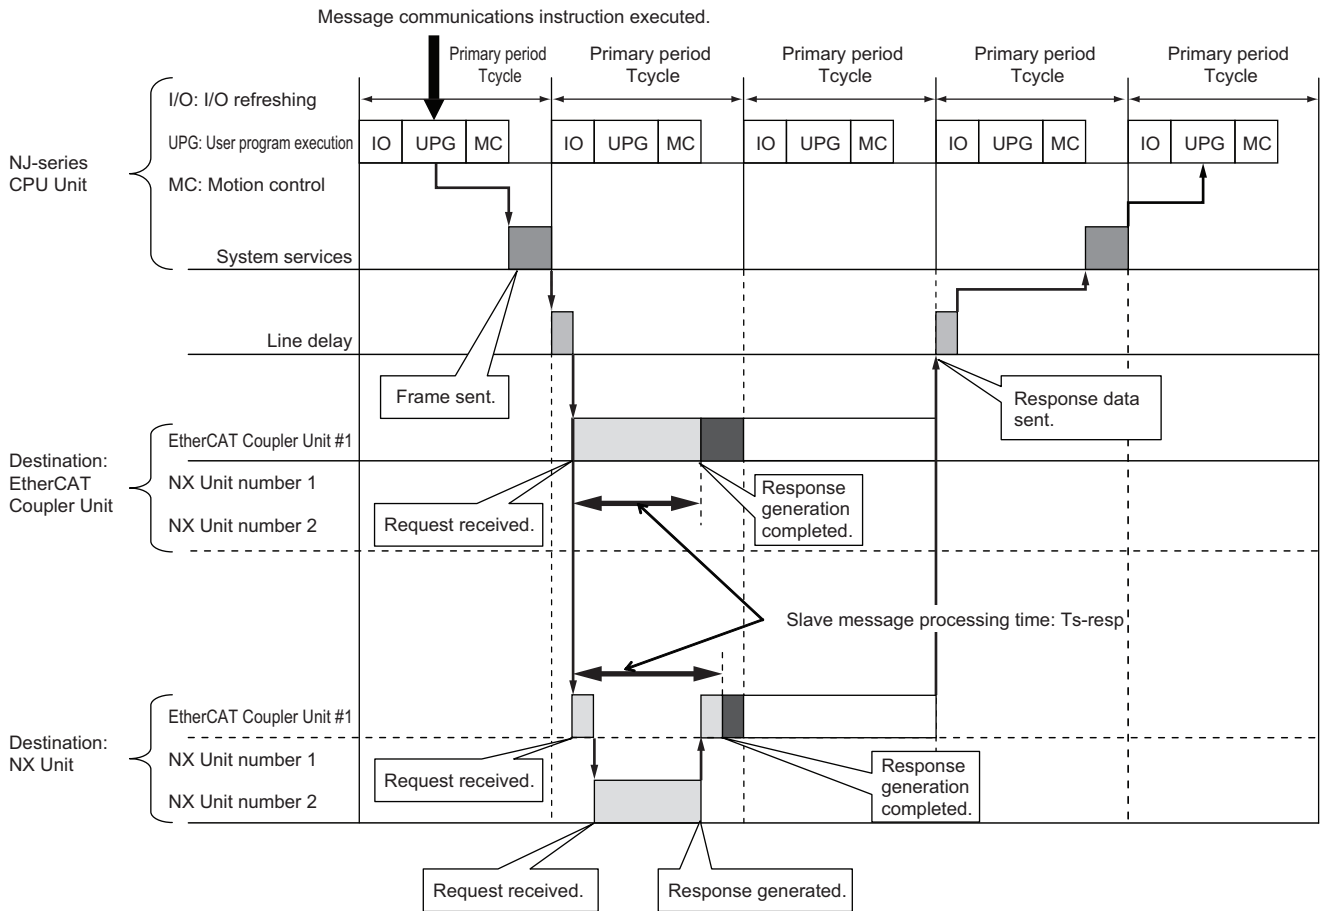 Message communications instruction executed.
Primary period
Tcycle
Primary period
Tcycle
Primary period
Tcycle
Primary period
Tcycle
Primary period
Tcycle
NJ-series
CPU Unit
I/O: I/O refreshing
UPG: User program execution
MC: Motion control
IO UPG MC
IO UPG MC
IO UPG MC
IO UPG MC
IO UPG MC
System services
Line delay
Frame sent.
Response data
sent.
Destination:
EtherCAT
Coupler Unit
EtherCAT Coupler Unit #1
NX Unit number 1
NX Unit number 2
Request received.
Response
generation
completed.
Slave message processing time: Ts-resp
Destination:
NX Unit
EtherCAT Coupler Unit #1
NX Unit number 1
NX Unit number 2
Request received.
Response
generation
completed.
Request received.
Response generated.